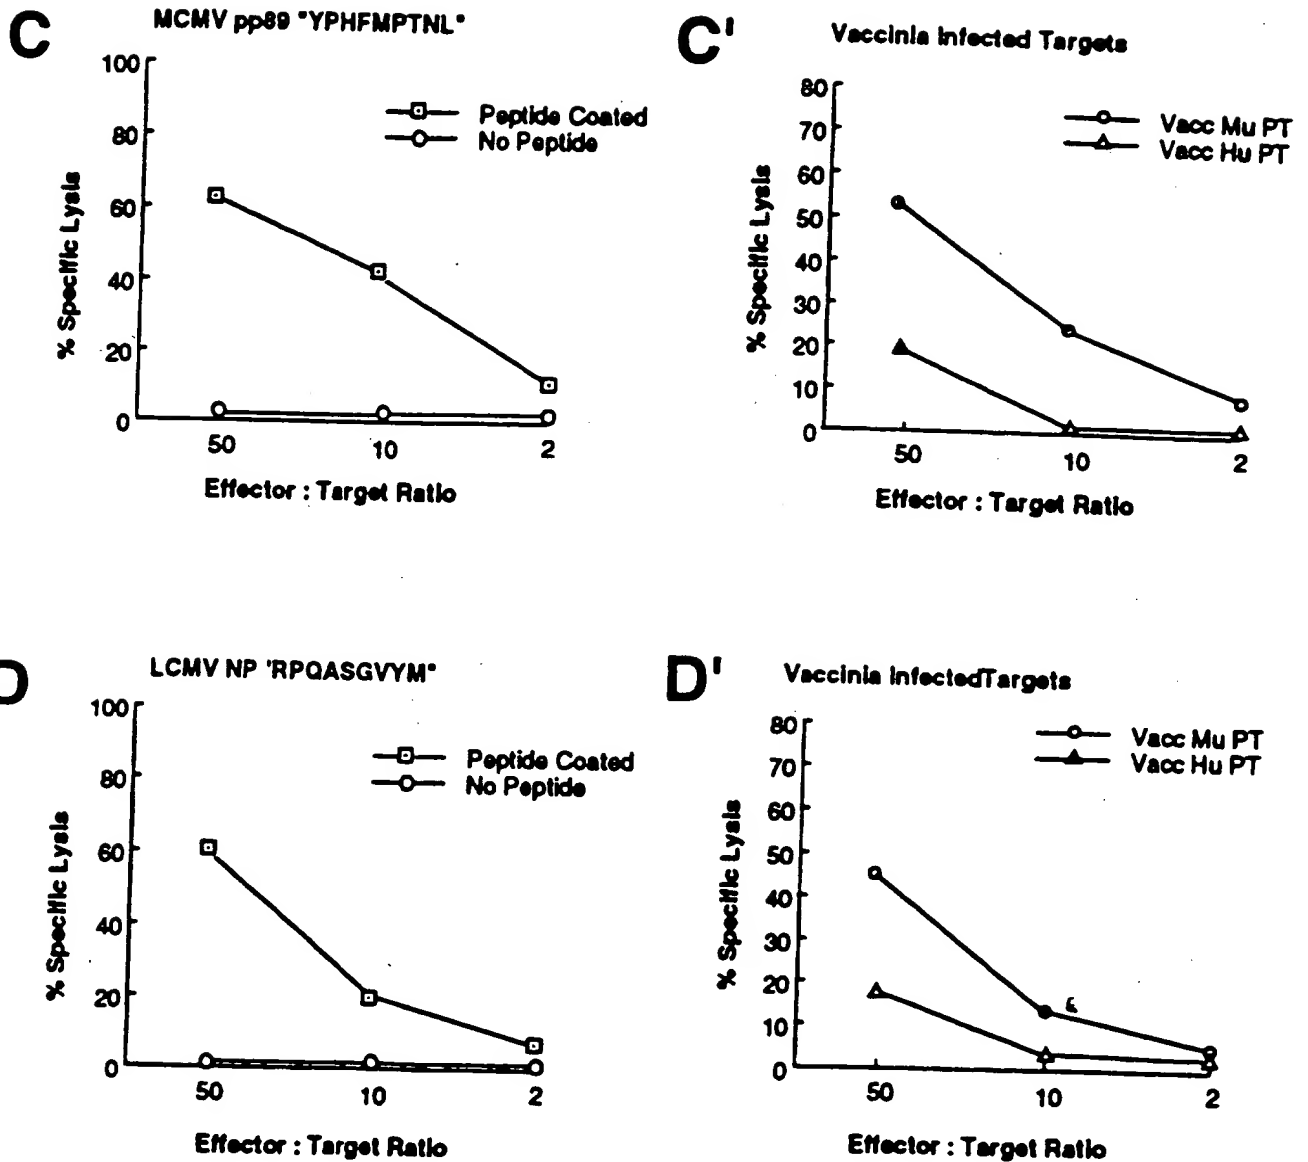 C
MCMV pp89 "YPHFMPTNL"
100
80
60
40
20
0
% Specific Lysis
Peptide Coated
No Peptide
50 10 2
Effector : Target Ratio
C'
Vaccinia Infected Targets
80
70
60
50
40
30
20
10
0
% Specific Lysis
Vacc Mu PT
Vacc Hu PT
50 10 2
Effector : Target Ratio
D
LCMV NP 'RPQASGVYM"
100
80
60
40
20
0
% Specific Lysis
Peptide Coated
No Peptide
50 10 2
Effector : Target Ratio
D'
Vaccinia InfectedTargets
80
70
60
50
40
30
20
10
0
% Specific Lysis
Vacc Mu PT
Vacc Hu PT
50 10 2
Effector : Target Ratio